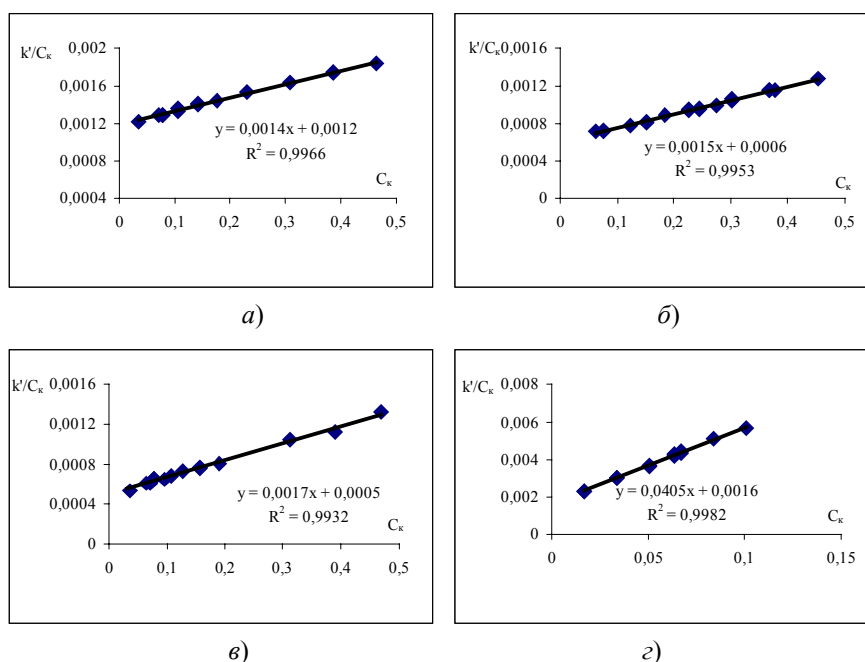 k'/Cк
0,002
0,0016
0,0012
0,0008
0,0004
y = 0,0014x + 0,0012
R² = 0,9966
Cк
0 0,1 0,2 0,3 0,4 0,5
а)
k'/Cк 0,0016
0,0012
0,0008
0,0004
0
y = 0,0015x + 0,0006
R² = 0,9953
Cк
0 0,1 0,2 0,3 0,4 0,5
б)
k'/Cк 0,0016
0,0012
0,0008
0,0004
0
y = 0,0017x + 0,0005
R² = 0,9932
Cк
0 0,1 0,2 0,3 0,4 0,5
в)
k'/Cк 0,008
0,006
0,004
0,002
0
y = 0,0405x + 0,0016
R² = 0,9982
Cк
0 0,05 0,1 0,15
г)